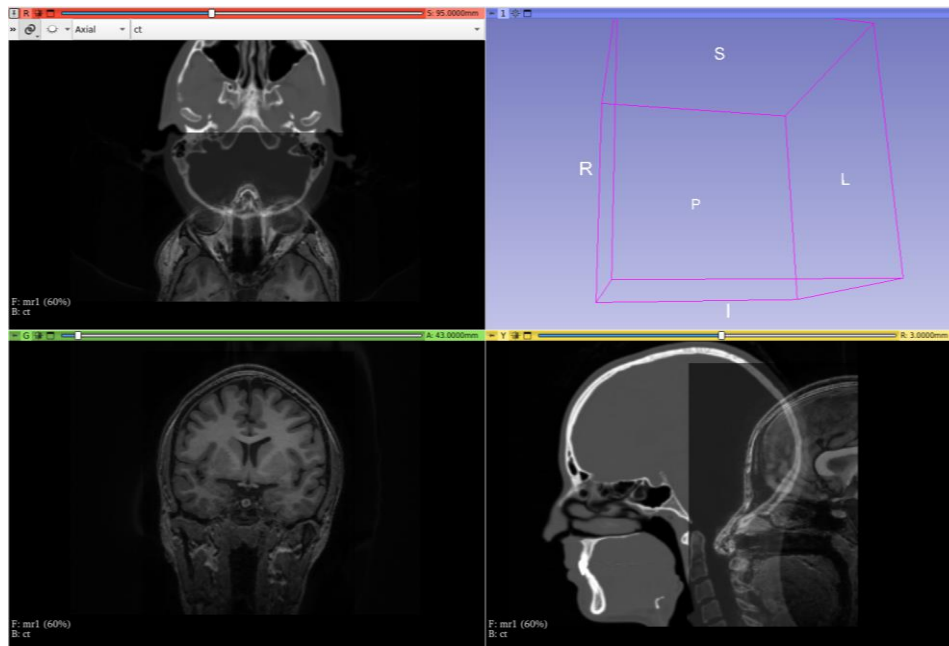 R S: 95.0000mm
1
» Axial ct
S
R
L
P
I
F: mr1 (60%)
B: ct
G A: 43.0000mm
Y R: 3.0000mm
F: mr1 (60%)
B: ct
F: mr1 (60%)
B: ct